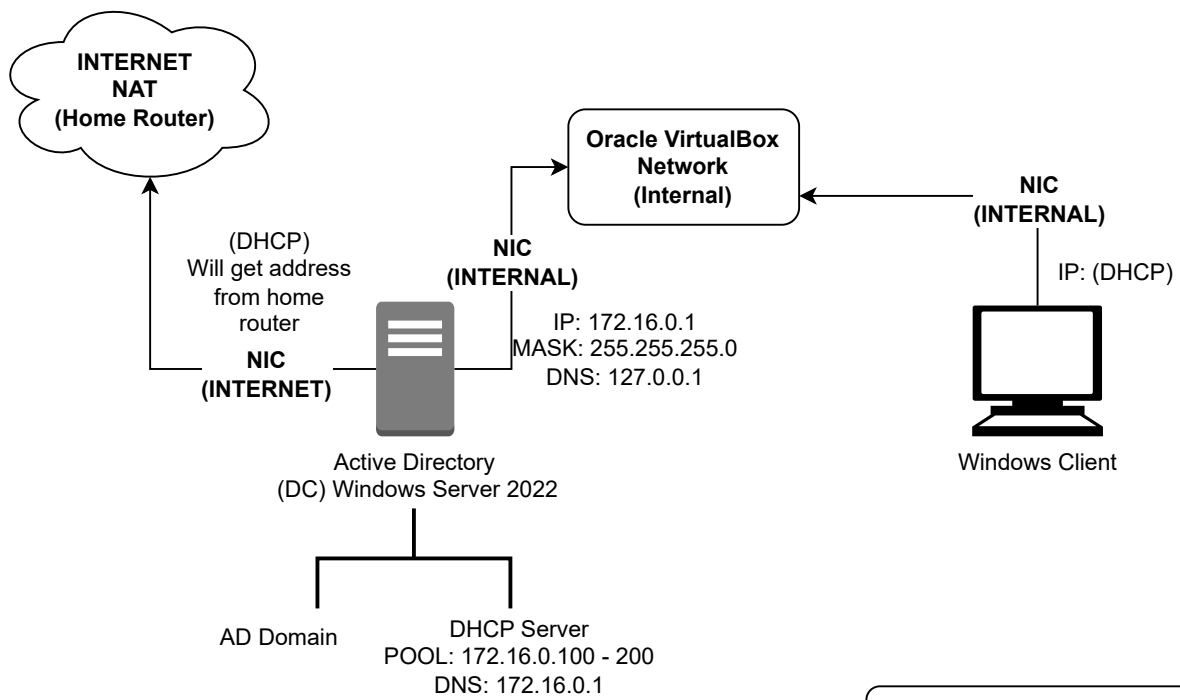 INTERNET
NAT
(Home Router)
Oracle VirtualBox
Network
(Internal)
NIC
(INTERNAL)
IP: (DHCP)
Windows Client
(DHCP)
Will get address
from home
router
NIC
(INTERNET)
NIC
(INTERNAL)
IP: 172.16.0.1
MASK: 255.255.255.0
DNS: 127.0.0.1
Active Directory
(DC) Windows Server 2022
AD Domain
DHCP Server
POOL: 172.16.0.100 - 200
DNS: 172.16.0.1